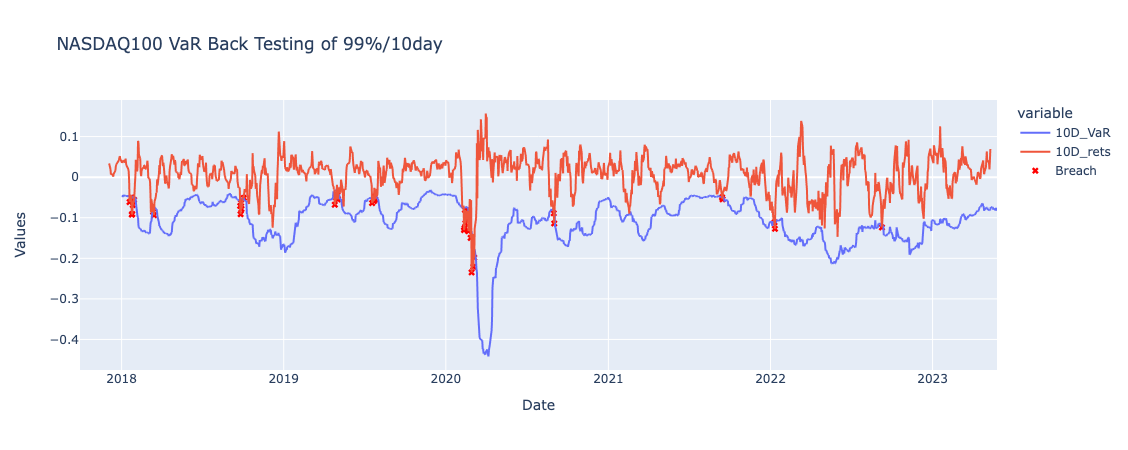 NASDAQ100 VaR Back Testing of 99%/10day
variable
10D_VaR
10D_rets
Breach
Values
0.1
0
−0.1
−0.2
−0.3
−0.4
2018
2019
2020
2021
2022
2023
Date